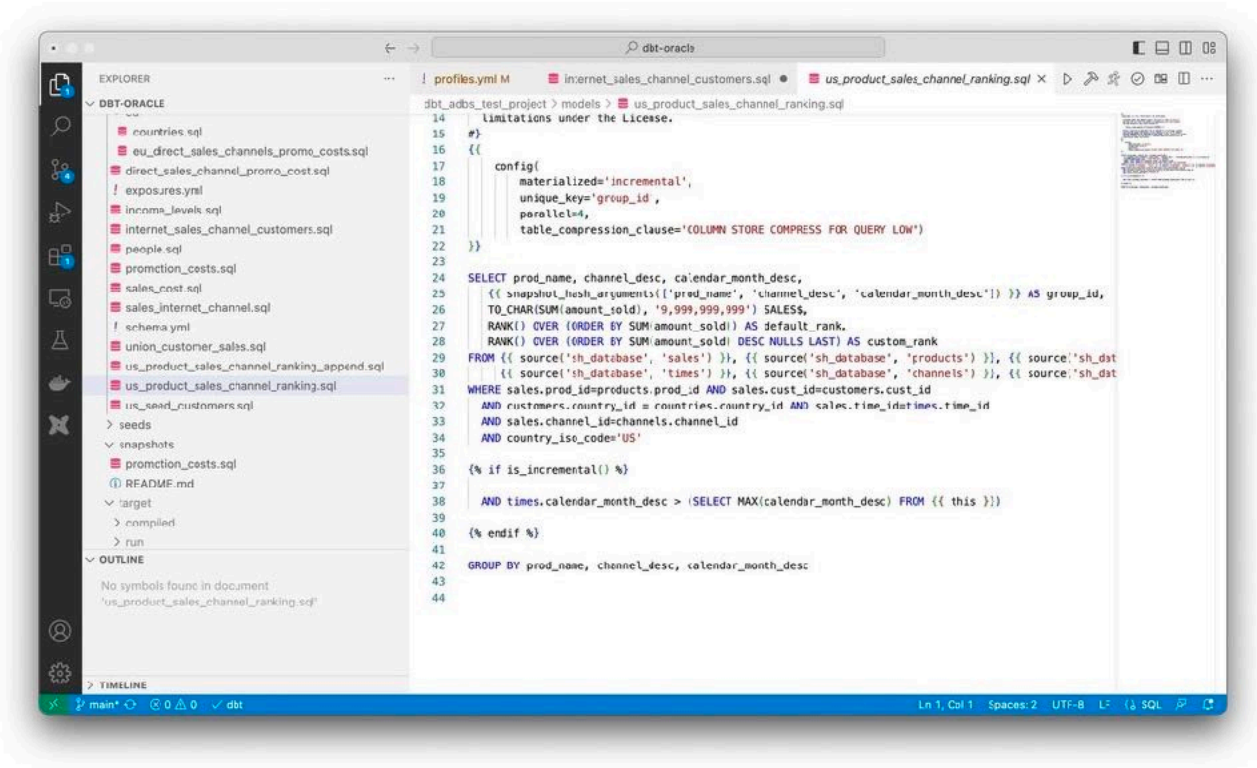 dbt-oracle
EXPLORER
DBT-ORACLE
countries.sql
eu_direct_sales_channels_promo_costs.sql
direct_sales_channel_promo_cost.sql
! exposures.yml
income_levels.sql
internet_sales_channel_customers.sql
people.sql
promotion_costs.sql
sales_cost.sql
sales_internet_channel.sql
! schema.yml
union_customer_sales.sql
us_product_sales_channel_ranking_append.sql
us_product_sales_channel_ranking.sql
us_seed_customers.sql
> seeds
snapshots
promotion_costs.sql
README.md
target
> compiled
> run
OUTLINE
No symbols found in document
'us_product_sales_channel_ranking.sql'
> TIMELINE
! profiles.yml M
internet_sales_channel_customers.sql
us_product_sales_channel_ranking.sql
dbt_adbs_test_project > models > us_product_sales_channel_ranking.sql
14 limitations under the License.
15 #}
16 {{
17 config(
18 materialized='incremental',
19 unique_key='group_id',
20 parallel=4,
21 table_compression_clause='COLUMN STORE COMPRESS FOR QUERY LOW')
22 }}
23
24 SELECT prod_name, channel_desc, calendar_month_desc,
25 {{ snapshot_hash_arguments(['prod_name', 'channel_desc', 'calendar_month_desc']) }} AS group_id,
26 TO_CHAR(SUM(amount_sold), '9,999,999,999') SALES$,
27 RANK() OVER (ORDER BY SUM(amount_sold)) AS default_rank,
28 RANK() OVER (ORDER BY SUM(amount_sold) DESC NULLS LAST) AS custom_rank
29 FROM {{ source('sh_database', 'sales') }}, {{ source('sh_database', 'products') }}, {{ source('sh_dat
30 {{ source('sh_database', 'times') }}, {{ source('sh_database', 'channels') }}, {{ source('sh_dat
31 WHERE sales.prod_id=products.prod_id AND sales.cust_id=customers.cust_id
32 AND customers.country_id = countries.country_id AND sales.time_id=times.time_id
33 AND sales.channel_id=channels.channel_id
34 AND country_iso_code='US'
35
36 {% if is_incremental() %}
37
38 AND times.calendar_month_desc > (SELECT MAX(calendar_month_desc) FROM {{ this }})
39
40 {% endif %}
41
42 GROUP BY prod_name, channel_desc, calendar_month_desc
43
44
main* 0 0 dbt
Ln 1, Col 1 Spaces: 2 UTF-8 LF SQL